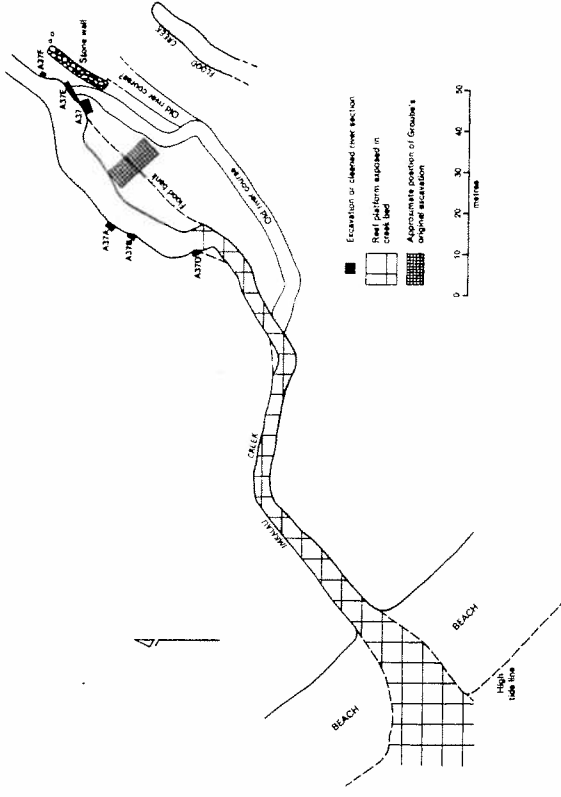 A37F
Stone wall
A37E
A37
CREEK
FLOOD
Old river course?
Flood bank
Old river course
A37A
A37B
A37D
CREEK
IMKALAU
BEACH
BEACH
High
tide line
Excavation or cleaned river section
Reef platform exposed in
creek bed
Approximate position of Groube's
original excavation
0 10 20 30 40 50
metres